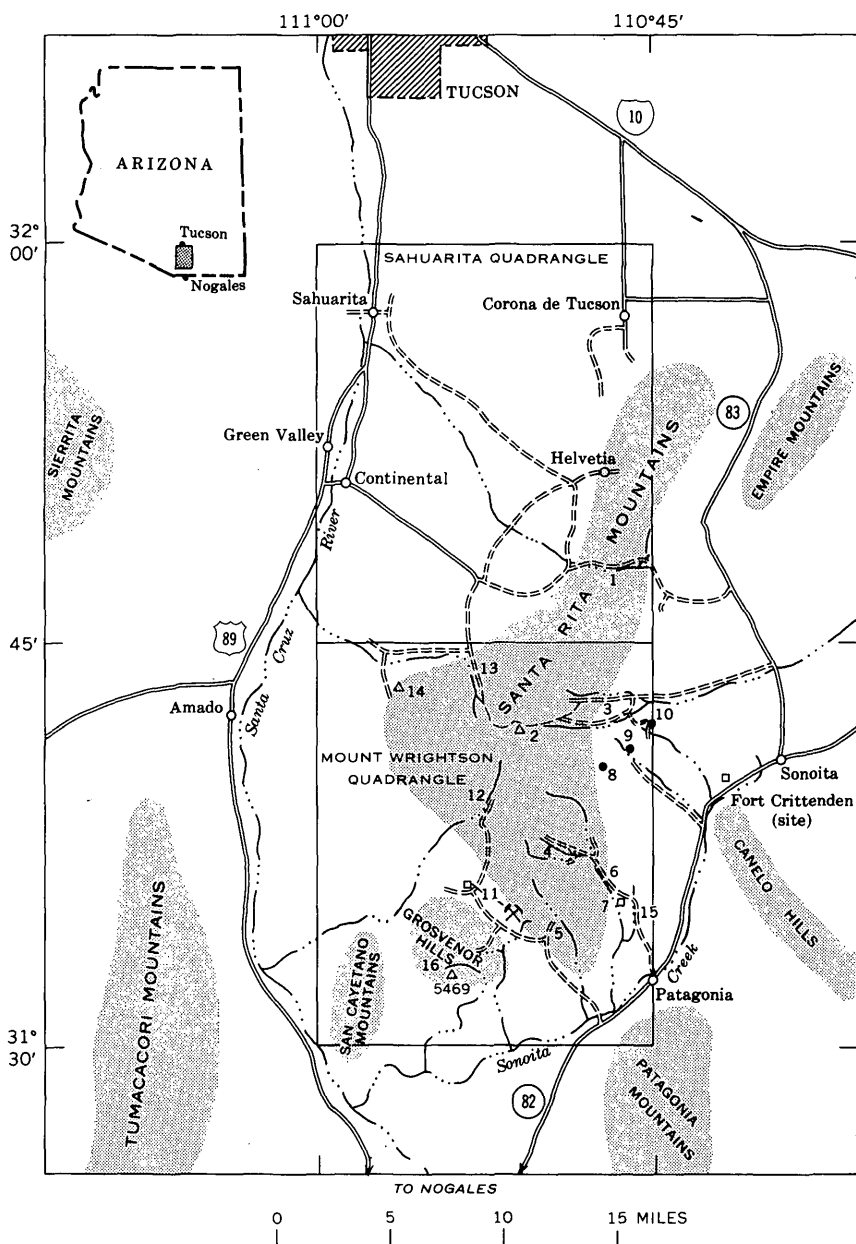 111°00′
110°45′
TUCSON
10
ARIZONA
Tucson
Nogales
32°
00′
SAHUARITA QUADRANGLE
Sahuarita
Corona de Tucson
SIERRITA
MOUNTAINS
83
EMPIRE MOUNTAINS
Green Valley
Helvetia
Continental
SANTA RITA MOUNTAINS
River
1
45′
89
Cruz
Santa
13
14
Amado
2
3
10
9
8
MOUNT WRIGHTSON
QUADRANGLE
Sonoita
Fort Crittenden
(site)
12
4
6
CANELO
HILLS
11
7
15
GROSVENOR
HILLS
5
16
5469
SAN CAYETANO
MOUNTAINS
TUMACACORI MOUNTAINS
Creek
Patagonia
31°
30′
Sonoita
82
PATAGONIA
MOUNTAINS
TO NOGALES
0 5 10 15 MILES